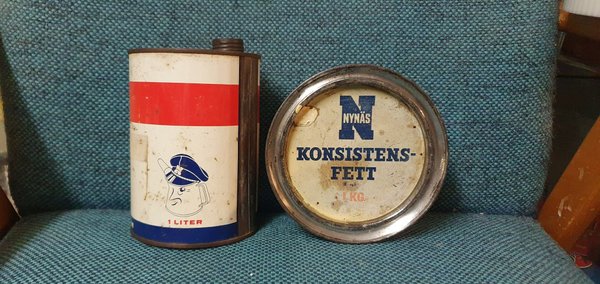 1 LITER
N
NYNÄS
KONSISTENS-
FETT
1 KG